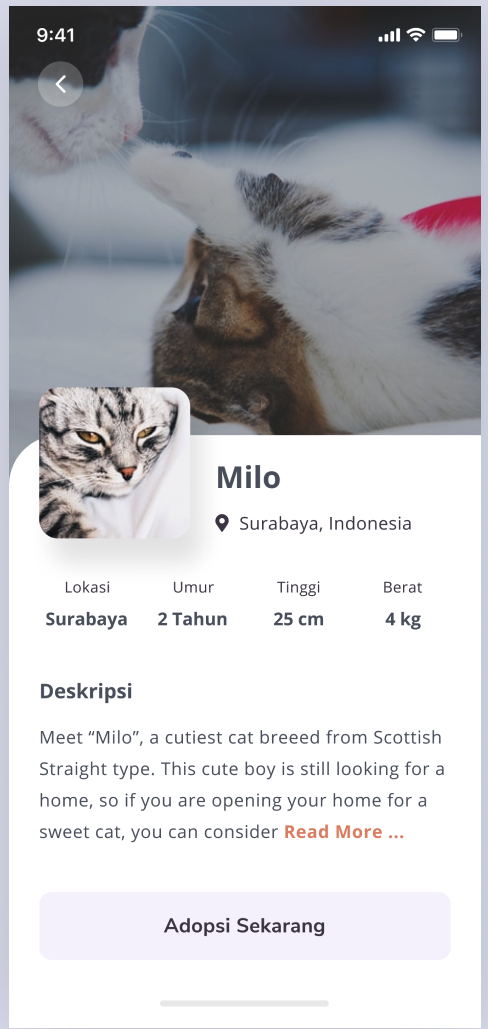 9:41
Milo
Surabaya, Indonesia
Lokasi Umur Tinggi Berat
Surabaya 2 Tahun 25 cm 4 kg
Deskripsi
Meet “Milo”, a cutiest cat breeed from Scottish
Straight type. This cute boy is still looking for a
home, so if you are opening your home for a
sweet cat, you can consider Read More ...
Adopsi Sekarang